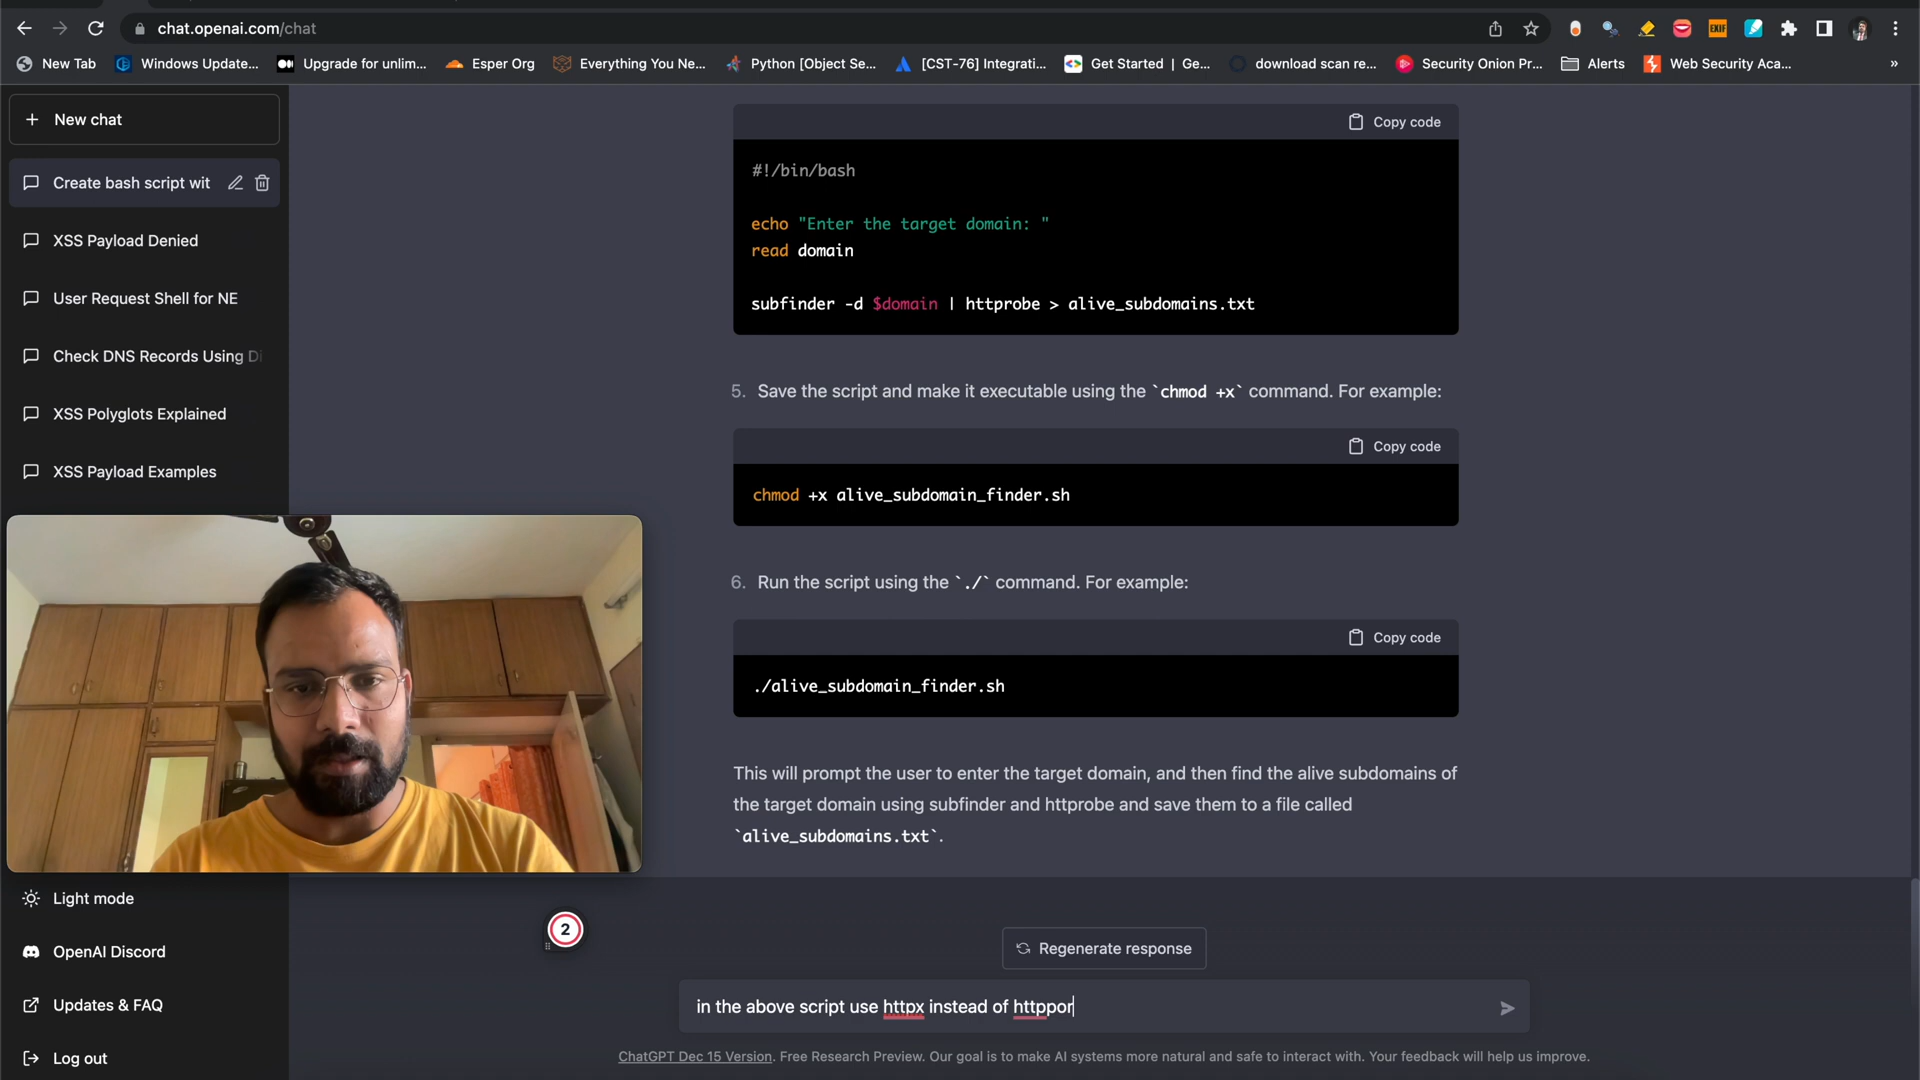 chat.openai.com/chat
New Tab
Windows Update...
Upgrade for unlim...
Esper Org
Everything You Ne...
Python [Object Se...
[CST-76] Integrati...
Get Started | Ge...
download scan re...
Security Onion Pr...
Alerts
Web Security Aca...
»
EXIF
+ New chat
Create bash script wit
XSS Payload Denied
User Request Shell for NE
Check DNS Records Using Di
XSS Polyglots Explained
XSS Payload Examples
Light mode
OpenAI Discord
Updates & FAQ
Log out
Copy code
#!/bin/bash
echo "Enter the target domain: "
read domain
subfinder -d $domain | httprobe > alive_subdomains.txt
5. Save the script and make it executable using the `chmod +x` command. For example:
Copy code
chmod +x alive_subdomain_finder.sh
6. Run the script using the `./` command. For example:
Copy code
./alive_subdomain_finder.sh
This will prompt the user to enter the target domain, and then find the alive subdomains of
the target domain using subfinder and httprobe and save them to a file called
`alive_subdomains.txt`.
2
Regenerate response
in the above script use httpx instead of httppor
ChatGPT Dec 15 Version. Free Research Preview. Our goal is to make AI systems more natural and safe to interact with. Your feedback will help us improve.